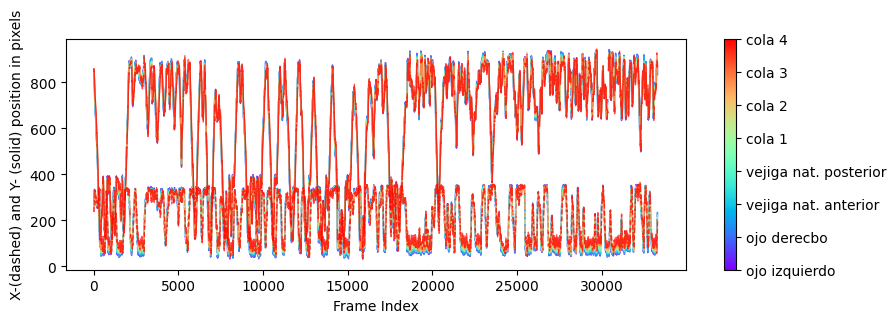 X-(dashed) and Y- (solid) position in pixels
800
600
400
200
0
0
5000
10000
15000
20000
25000
30000
Frame Index
cola 4
cola 3
cola 2
cola 1
vejiga nat. posterior
vejiga nat. anterior
ojo derecbo
ojo izquierdo